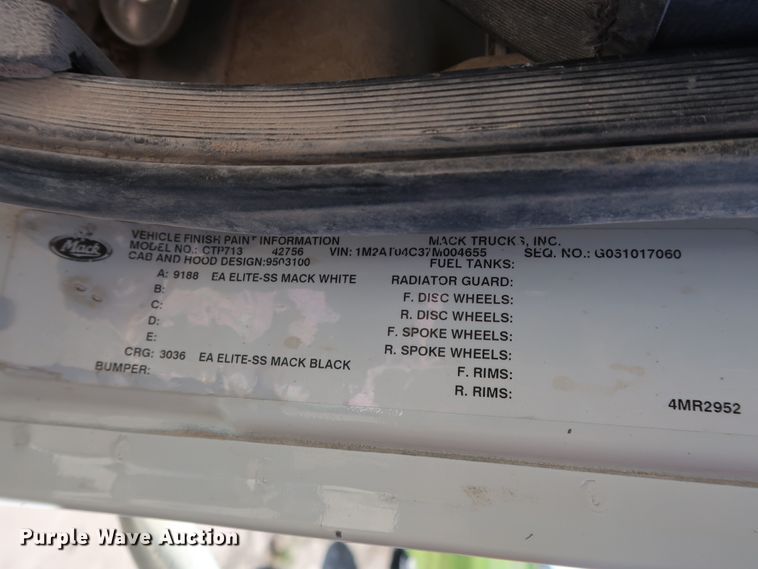 Mack
VEHICLE FINISH PAINT INFORMATION MACK TRUCKS, INC.
MODEL NO.: CTP713 42756 VIN: 1M2AT04C37M004655 SEQ. NO.: G031017060
CAB AND HOOD DESIGN:9503100 FUEL TANKS:
A: 9188 EA ELITE-SS MACK WHITE RADIATOR GUARD:
B: F. DISC WHEELS:
C: R. DISC WHEELS:
D: F. SPOKE WHEELS:
E: R. SPOKE WHEELS:
CRG: 3036 EA ELITE-SS MACK BLACK F. RIMS:
BUMPER: R. RIMS:
4MR2952
Purple Wave Auction